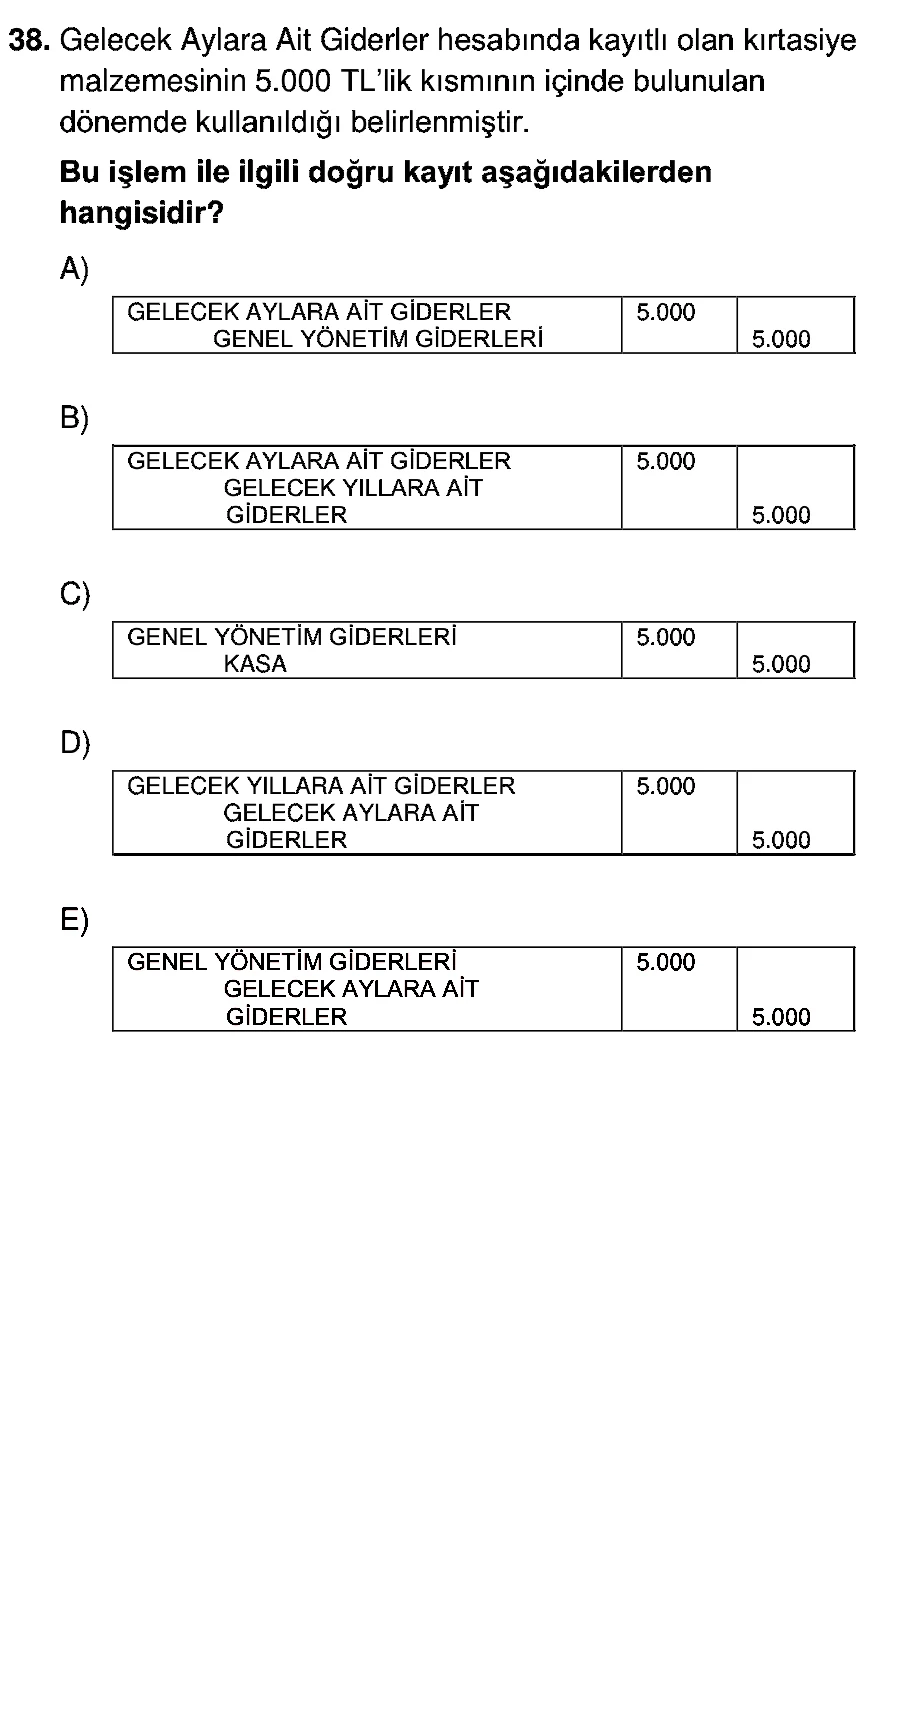 38. Gelecek Aylara Ait Giderler hesabında kayıtlı olan kırtasiye
malzemesinin 5.000 TL'lik kısmının içinde bulunulan
dönemde kullanıldığı belirlenmiştir.
Bu işlem ile ilgili doğru kayıt aşağıdakilerden
hangisidir?
A)
GELECEK AYLARA AİT GİDERLER 5.000
GENEL YÖNETİM GİDERLERİ 5.000
B)
GELECEK AYLARA AİT GİDERLER 5.000
GELECEK YILLARA AİT
GİDERLER 5.000
C)
GENEL YÖNETİM GİDERLERİ 5.000
KASA 5.000
D)
GELECEK YILLARA AİT GİDERLER 5.000
GELECEK AYLARA AİT
GİDERLER 5.000
E)
GENEL YÖNETİM GİDERLERİ 5.000
GELECEK AYLARA AİT
GİDERLER 5.000